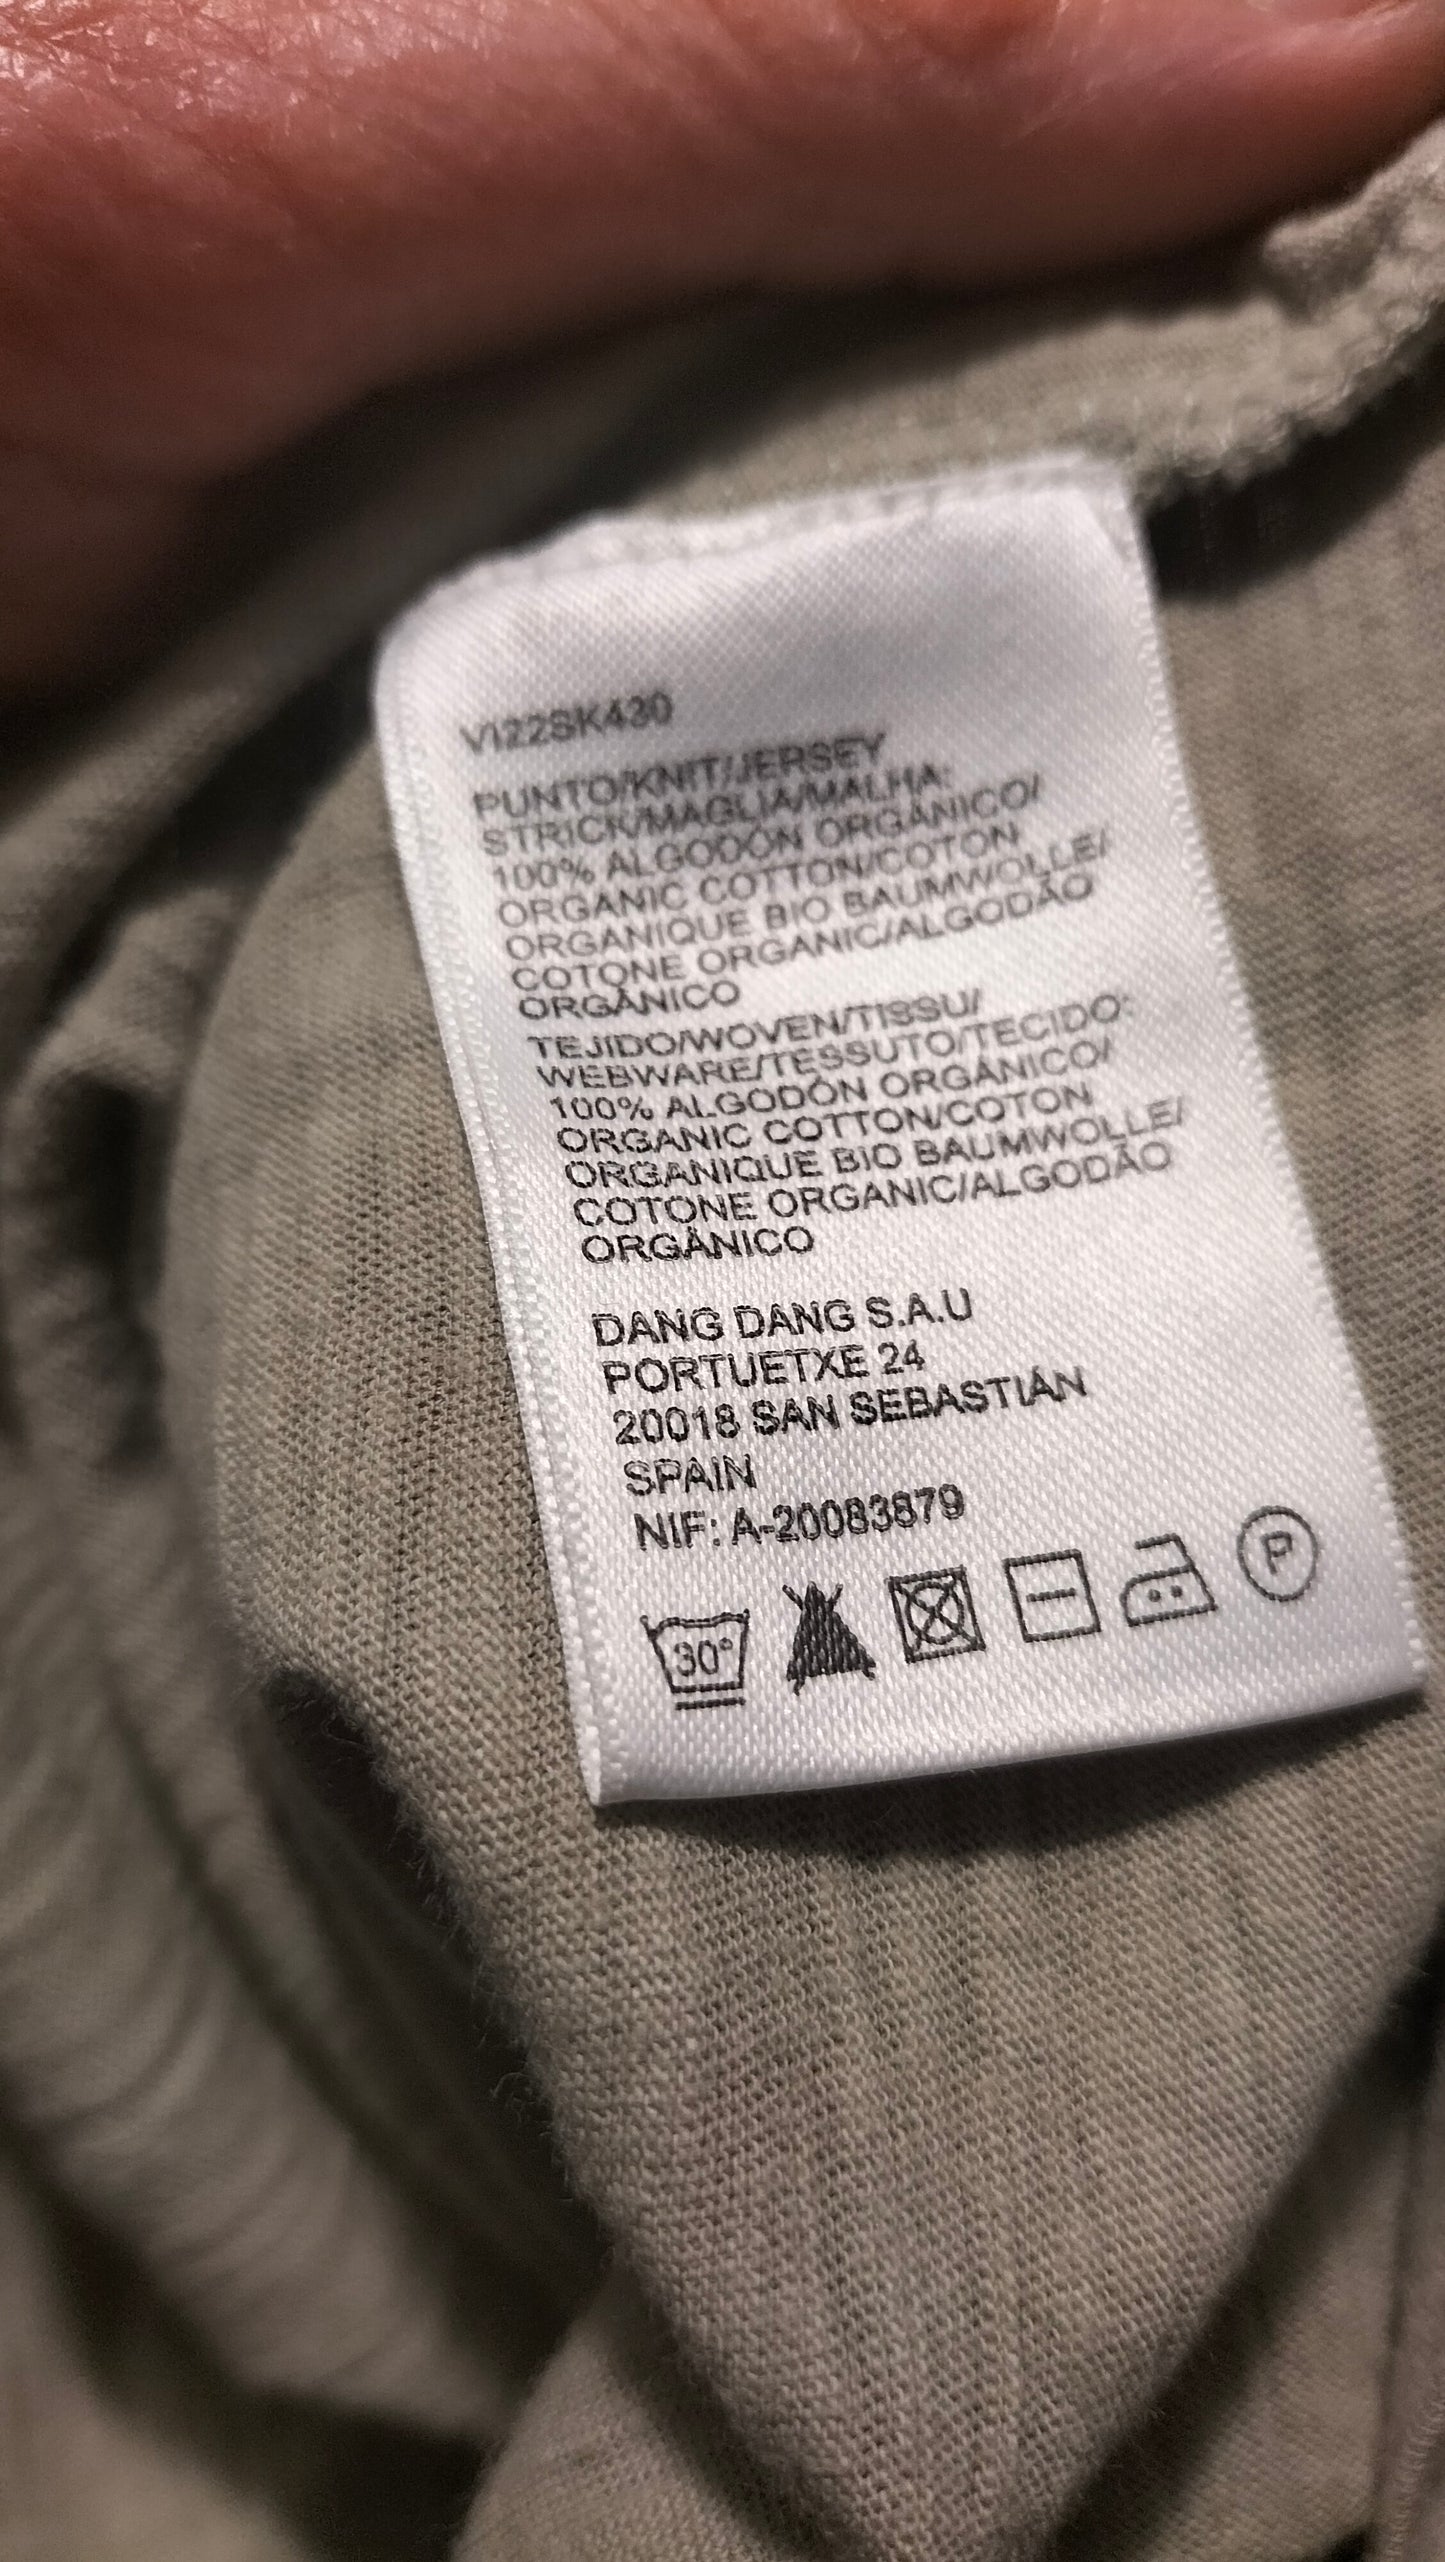 VI22SK430
PUNTO/KNIT/JERSEY
STRICK/MAGLIA/MALHA:
100% ALGODÓN ORGÁNICO/
ORGANIC COTTON/COTON
ORGANIQUE BIO BAUMWOLLE/
COTONE ORGANIC/ALGODÃO
ORGÂNICO
TEJIDO/WOVEN/TISSU/
WEBWARE/TESSUTO/TECIDO:
100% ALGODÓN ORGÁNICO/
ORGANIC COTTON/COTON
ORGANIQUE BIO BAUMWOLLE/
COTONE ORGANIC/ALGODÃO
ORGÂNICO
DANG DANG S.A.U
PORTUETXE 24
20018 SAN SEBASTIÁN
SPAIN
NIF: A-20083879
30° P